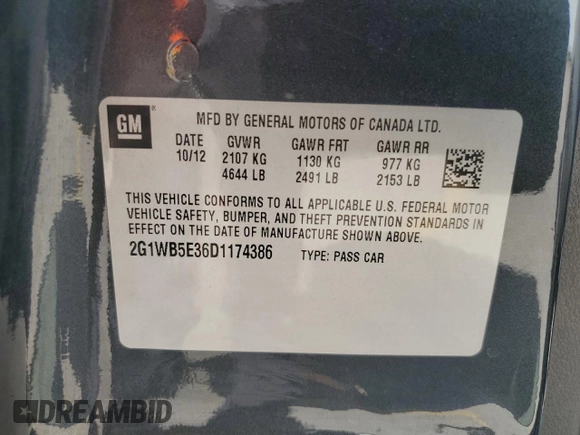 GM ®
MFD BY GENERAL MOTORS OF CANADA LTD.
DATE GVWR GAWR FRT GAWR RR
10/12 2107 KG 1130 KG 977 KG
4644 LB 2491 LB 2153 LB
THIS VEHICLE CONFORMS TO ALL APPLICABLE U.S. FEDERAL MOTOR
VEHICLE SAFETY, BUMPER, AND THEFT PREVENTION STANDARDS IN
EFFECT ON THE DATE OF MANUFACTURE SHOWN ABOVE.
2G1WB5E36D1174386 TYPE: PASS CAR
DREAMBID